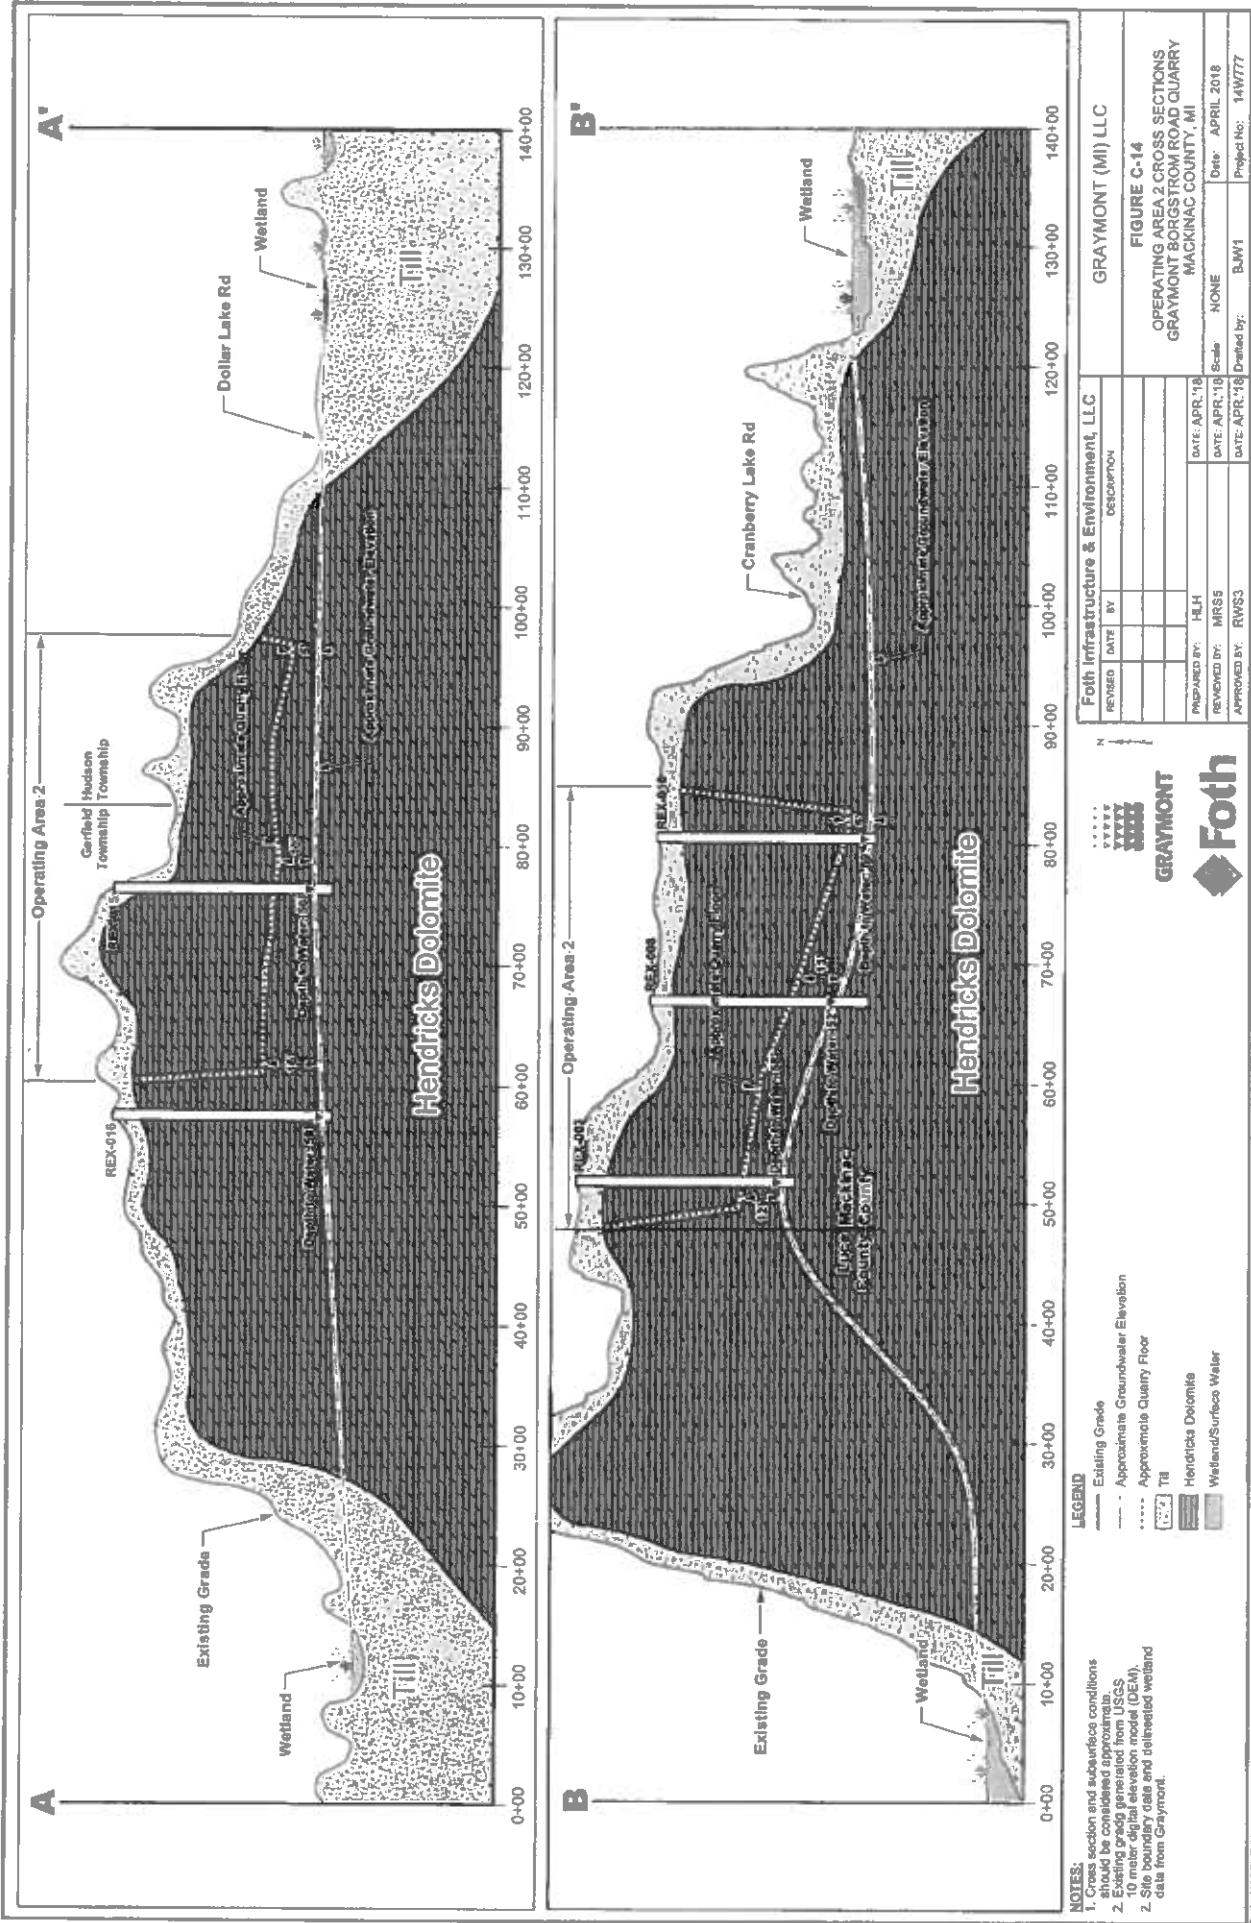 A
A'
Operating Area 2
Garfield Hudson
Township Township
Dollar Lake Rd
Wetland
Existing Grade
Wetland
REX-016
Till
Till
Hendricks Dolomite
0+00
10+00
20+00
30+00
40+00
50+00
60+00
70+00
80+00
90+00
100+00
110+00
120+00
130+00
140+00
B
B'
Operating Area 2
REX-008
Cranberry Lake Rd
Wetland
Existing Grade
Wetland
Till
Till
Luce Mackinac
County County
Hendricks Dolomite
0+00
10+00
20+00
30+00
40+00
50+00
60+00
70+00
80+00
90+00
100+00
110+00
120+00
130+00
140+00
NOTES:
1. Cross section and subsurface conditions
should be considered approximate.
2. Existing grade generated from USGS
10 meter digital elevation model (DEM).
2. Site boundary data and delineated wetland
data from Graymont.
LEGEND
Existing Grade
Approximate Groundwater Elevation
Approximate Quarry Floor
Till
Hendricks Dolomite
Wetland/Surface Water
N
GRAYMONT
Foth
Foth Infrastructure & Environment, LLC
REVISED DATE BY DESCRIPTION
PREPARED BY: HLH DATE: APR.'18
REVIEWED BY: MRS5 DATE: APR.'18
APPROVED BY: RWS3 DATE: APR.'18
GRAYMONT (MI) LLC
FIGURE C-14
OPERATING AREA 2 CROSS SECTIONS
GRAYMONT BORGSTROM ROAD QUARRY
MACKINAC COUNTY, MI
Scale: NONE Date: APRIL 2018
Drafted by: BJW1 Project No: 14W777